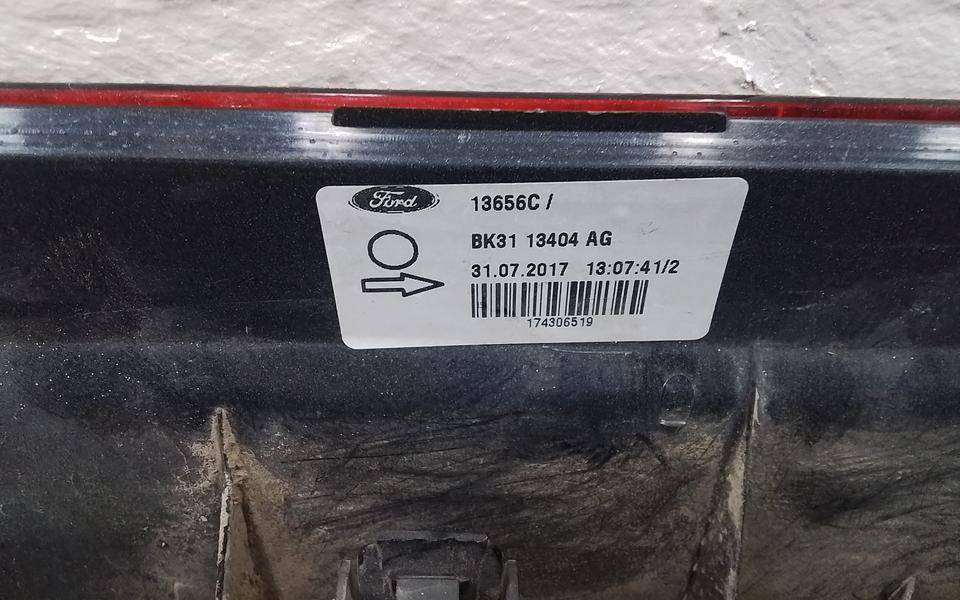 Ford
13656C /
BK31 13404 AG
31.07.2017 13:07:41/2
174306519